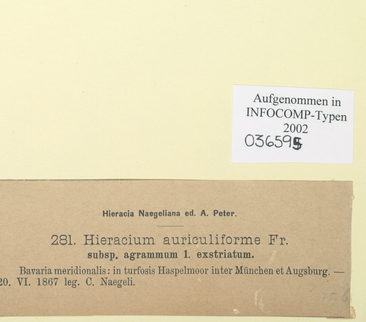 Aufgenommen in
INFOCOMP-Typen
2002
036595
Hieracia Naegeliana ed. A. Peter.
281. Hieracium auriculiforme Fr.
subsp. agrammum 1. exstriatum.
Bavaria meridionalis: in turfosis Haspelmoor inter München et Augsburg. —
20. VI. 1867 leg. C. Naegeli.